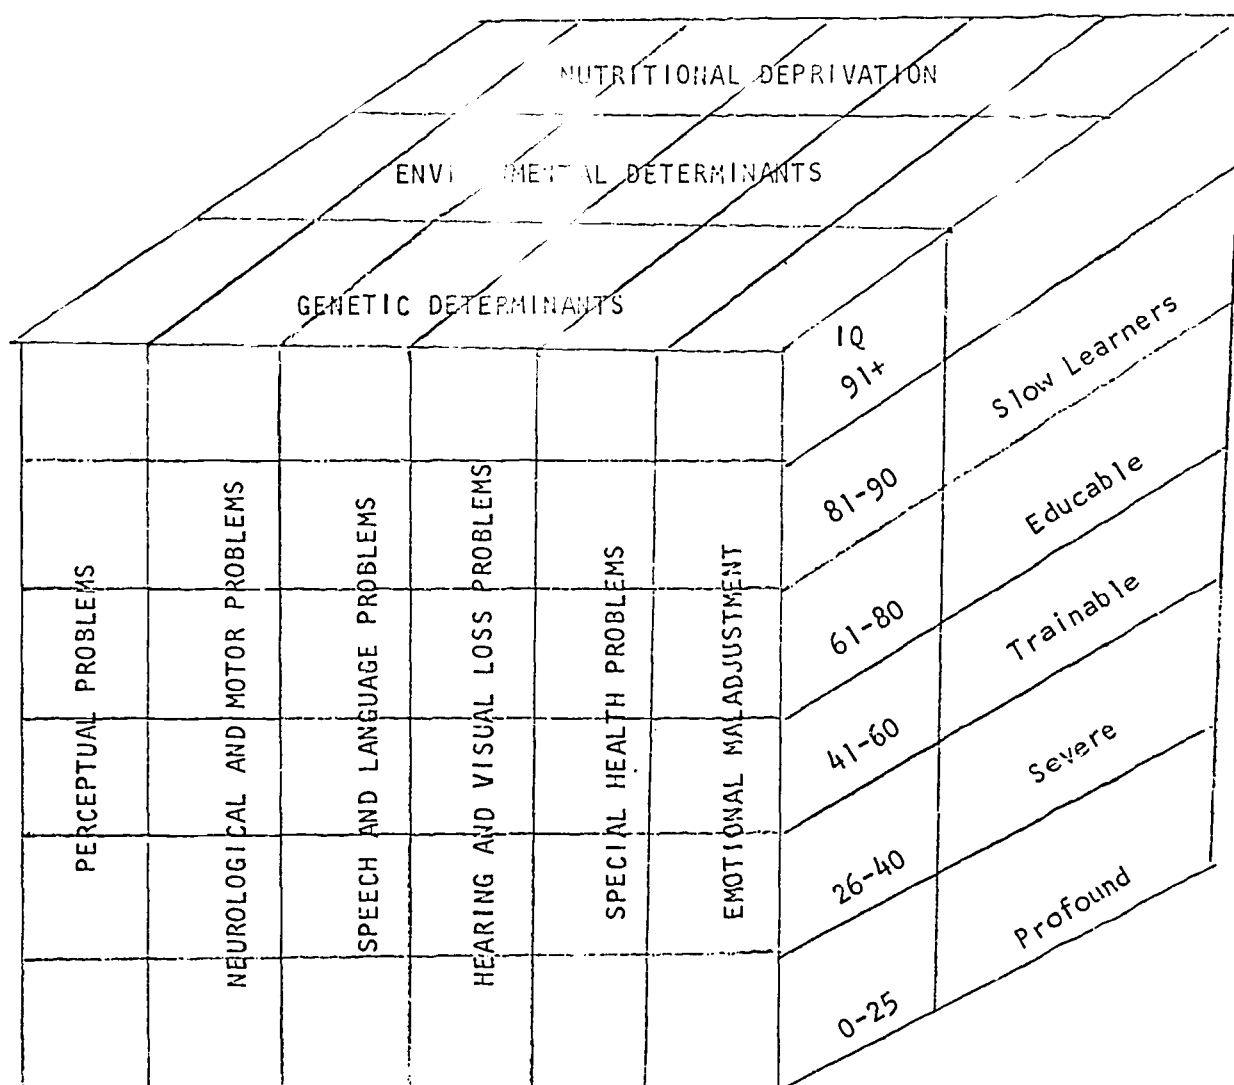 NUTRITIONAL DEPRIVATION
DETERMINANTS
GENETIC DETERMINANTS
IQ
91+
81-90
61-80
41-60
26-40
0-25
Slow Learners
Educable
Trainable
Severe
Profound
PERCEPTUAL PROBLEMS
NEUROLOGICAL AND MOTOR PROBLEMS
SPEECH AND LANGUAGE PROBLEMS
HEARING AND VISUAL LOSS PROBLEMS
SPECIAL HEALTH PROBLEMS
EMOTIONAL MALADJUSTMENT